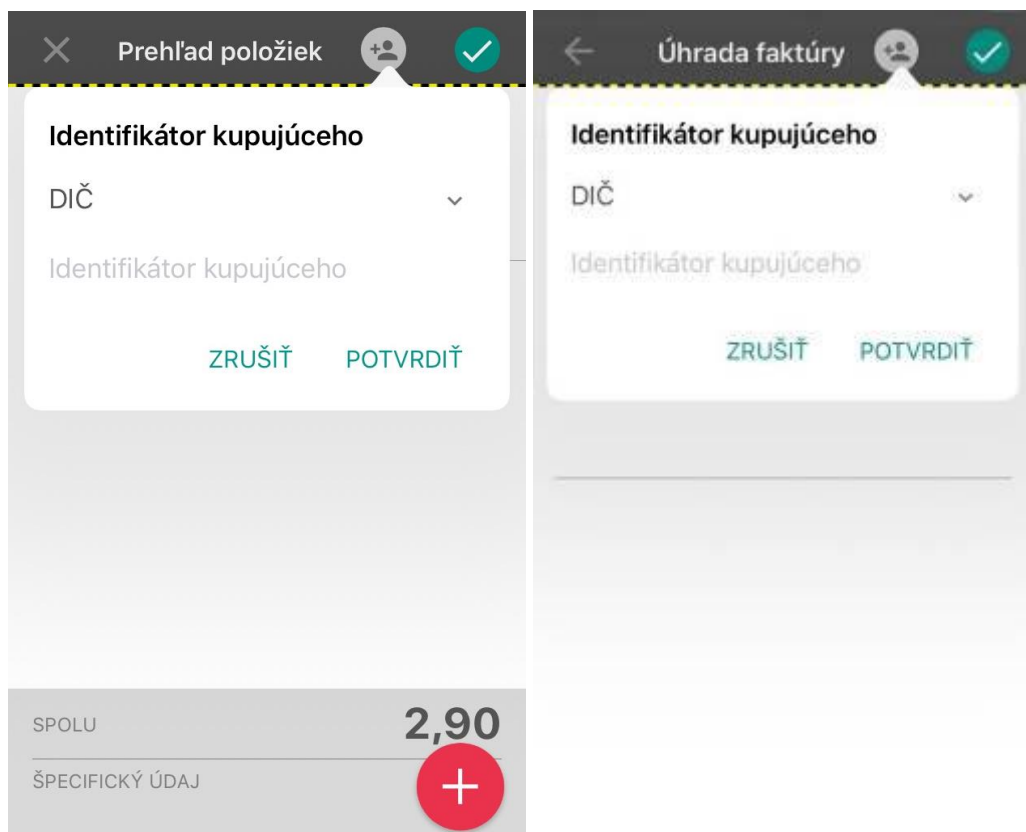 Prehľad položiek
Identifikátor kupujúceho
DIČ
Identifikátor kupujúceho
ZRUŠIŤ POTVRDIŤ
SPOLU 2,90
ŠPECIFICKÝ ÚDAJ
Úhrada faktúry
Identifikátor kupujúceho
DIČ
Identifikátor kupujúceho
ZRUŠIŤ POTVRDIŤ